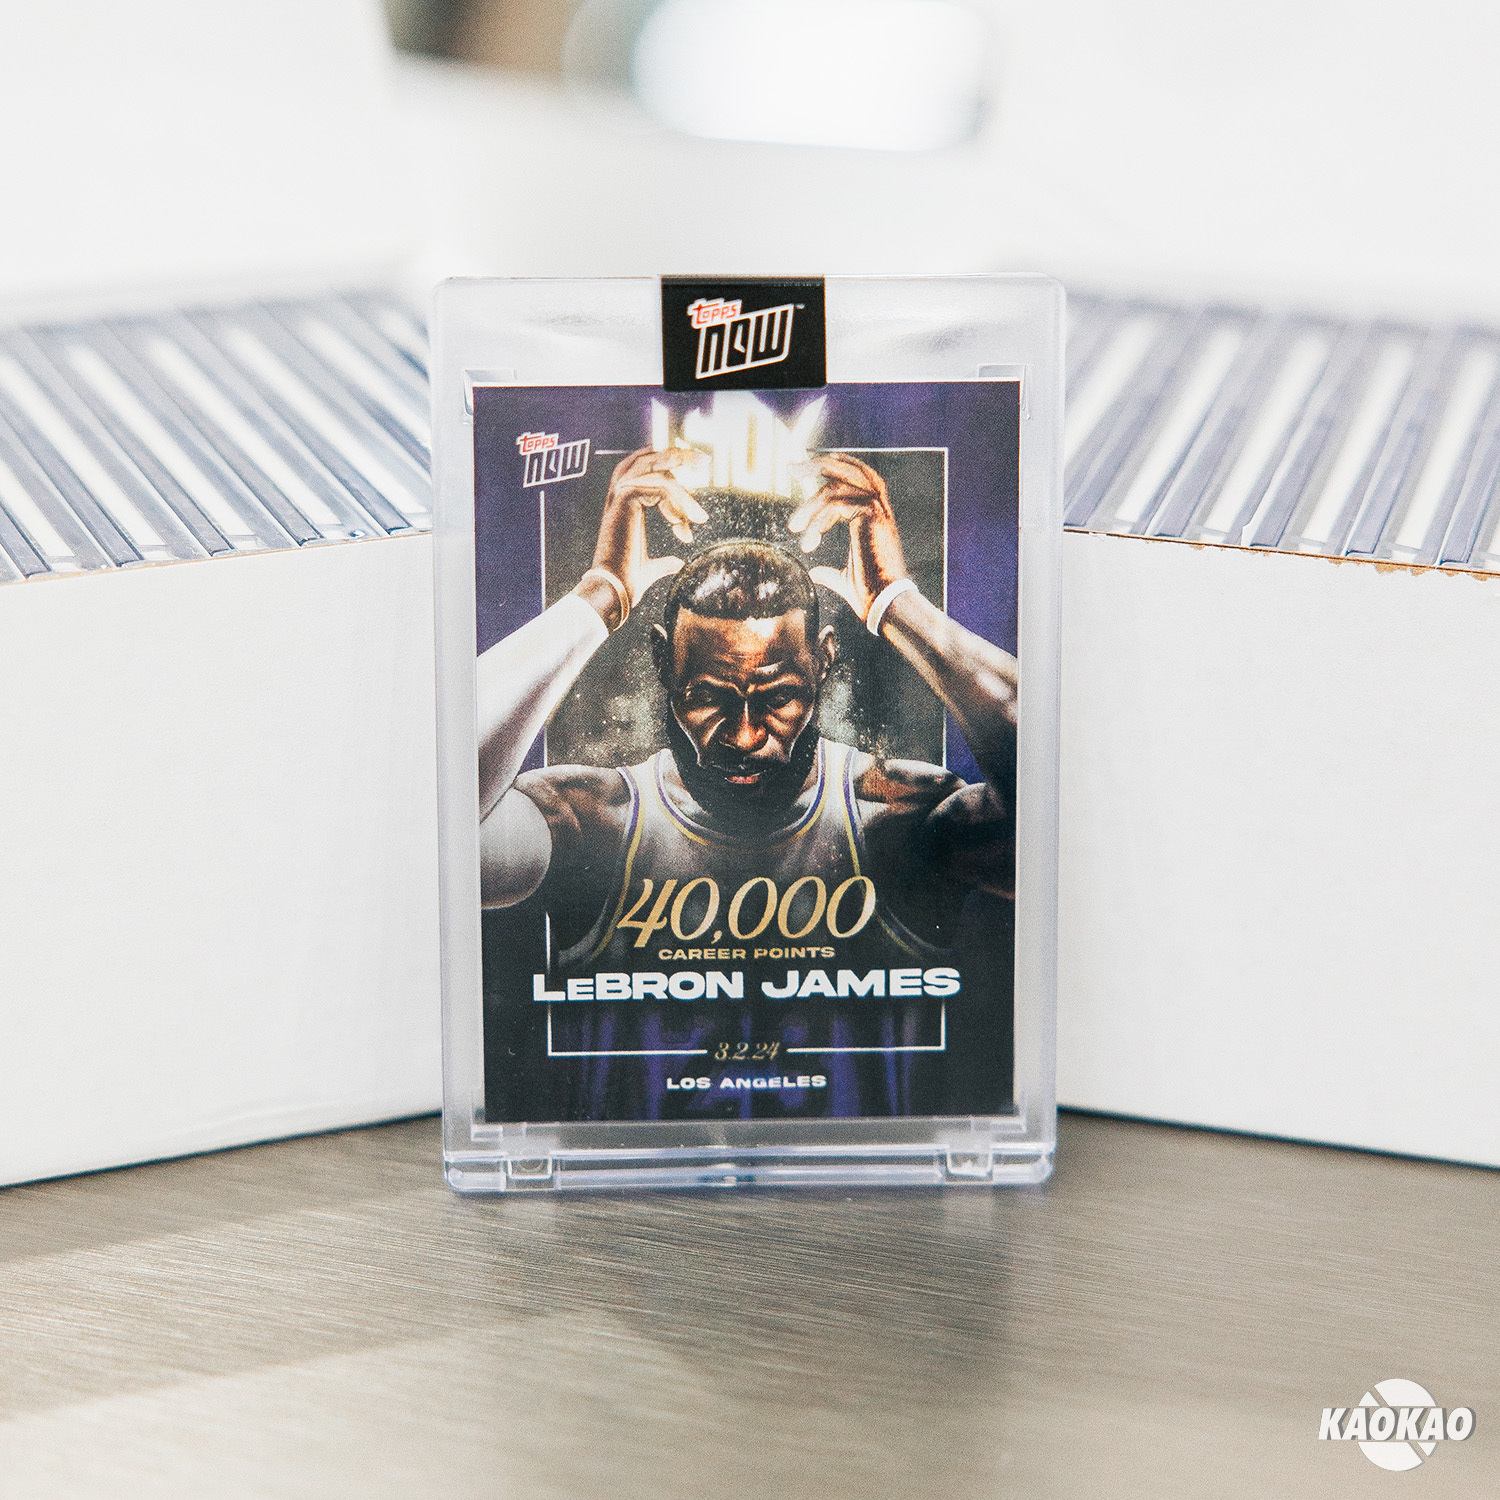 topps
NOW
topps
NOW
40K
40,000
CAREER POINTS
LeBRON JAMES
3.2.24
LOS ANGELES
KAOKAO